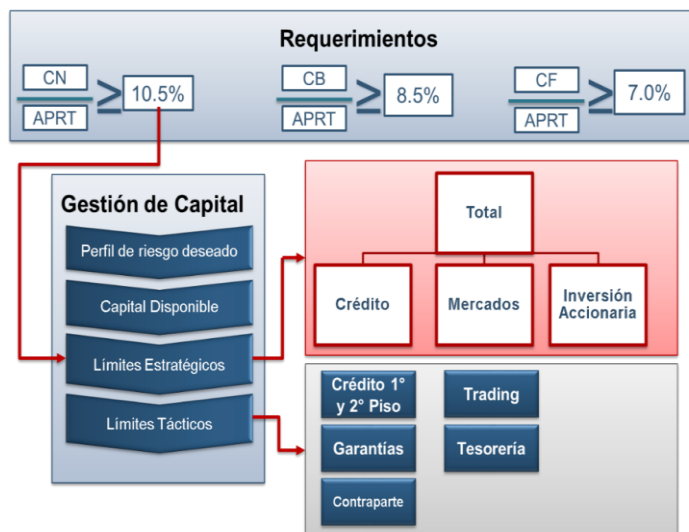 Requerimientos
CN
APRT
≥
10.5%
CB
APRT
≥
8.5%
CF
APRT
≥
7.0%
Gestión de Capital
Perfil de riesgo deseado
Capital Disponible
Límites Estratégicos
Límites Tácticos
Total
Crédito
Mercados
Inversión
Accionaria
Crédito 1°
y 2° Piso
Trading
Garantías
Tesorería
Contraparte